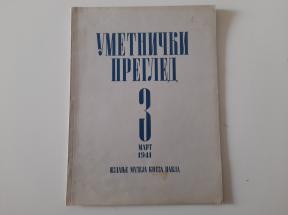 УМЕТНИЧКИ
ПРЕГЛЕД
3
МАРТ
1941
ИЗДАЊЕ МУЗЕЈА КНЕЗА ПАВЛА